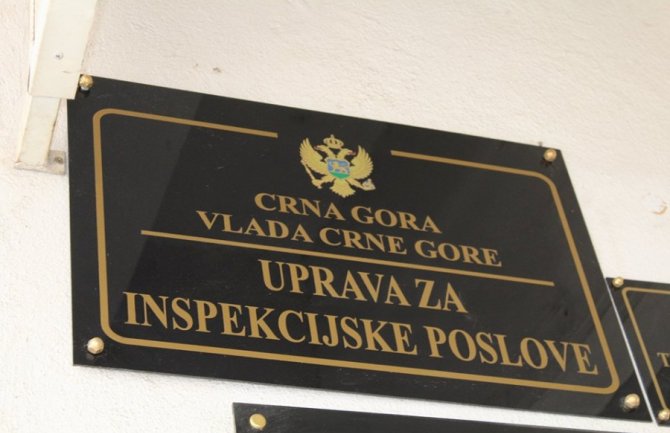 CRNA GORA
VLADA CRNE GORE
UPRAVA ZA
INSPEKCIJSKE POSLOVE